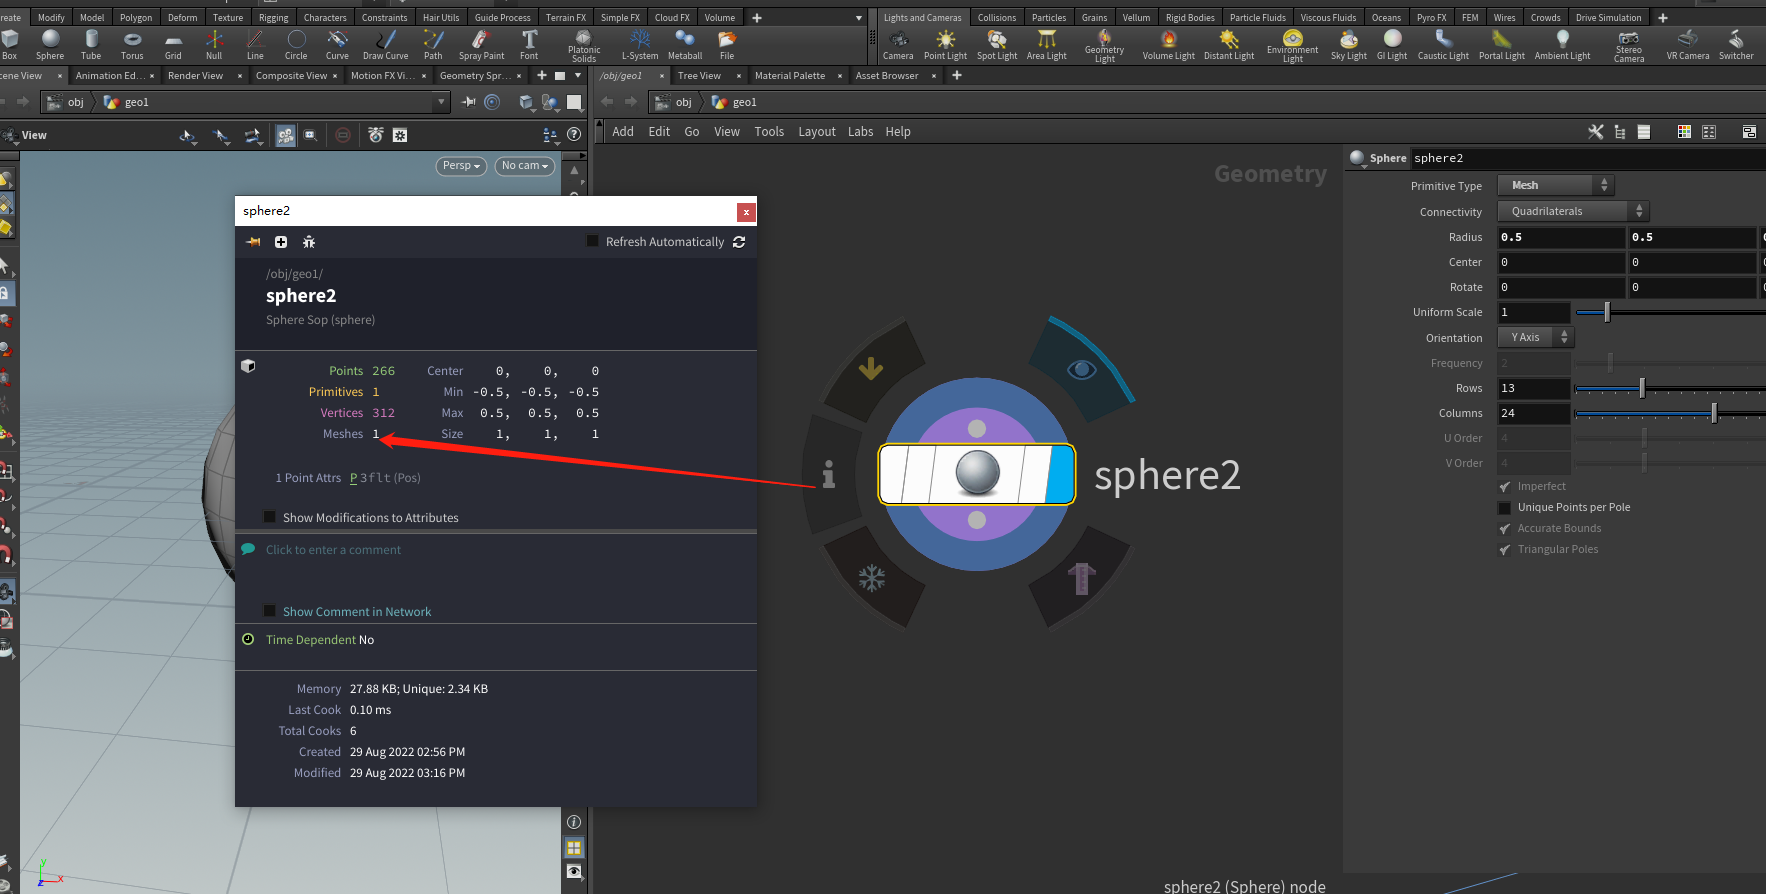 reate Modify Model Polygon Deform Texture Rigging Characters Constraints Hair Utils Guide Process Terrain FX Simple FX Cloud FX Volume
Lights and Cameras Collisions Particles Grains Vellum Rigid Bodies Particle Fluids Viscous Fluids Oceans Pyro FX FEM Wires Crowds Drive Simulation
Box Sphere Tube Torus Grid Null Line Circle Curve Draw Curve Path Spray Paint Font Platonic Solids L-System Metaball File
Camera Point Light Spot Light Area Light Geometry Light Volume Light Distant Light Environment Light Sky Light GI Light Caustic Light Portal Light Ambient Light Stereo Camera VR Camera Switcher
cene View Animation Ed... Render View Composite View Motion FX Vi... Geometry Spr...
/obj/geo1 Tree View Material Palette Asset Browser
obj geo1
obj geo1
View
Add Edit Go View Tools Layout Labs Help
Persp No cam
Geometry
sphere2
Refresh Automatically
/obj/geo1/
sphere2
Sphere Sop (sphere)
Points 266 Center 0, 0, 0
Primitives 1 Min -0.5, -0.5, -0.5
Vertices 312 Max 0.5, 0.5, 0.5
Meshes 1 Size 1, 1, 1
1 Point Attrs P 3flt (Pos)
Show Modifications to Attributes
Click to enter a comment
Show Comment in Network
Time Dependent No
Memory 27.88 KB; Unique: 2.34 KB
Last Cook 0.10 ms
Total Cooks 6
Created 29 Aug 2022 02:56 PM
Modified 29 Aug 2022 03:16 PM
sphere2
sphere2 (Sphere) node
Sphere sphere2
Primitive Type Mesh
Connectivity Quadrilaterals
Radius 0.5 0.5
Center 0 0
Rotate 0 0
Uniform Scale 1
Orientation Y Axis
Frequency 2
Rows 13
Columns 24
U Order 4
V Order 4
Imperfect
Unique Points per Pole
Accurate Bounds
Triangular Poles
y
z x